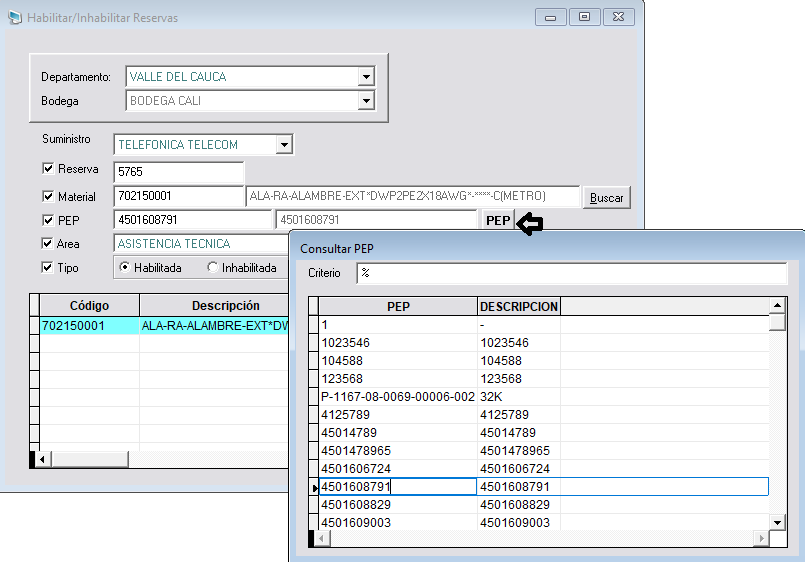 Habilitar/Inhabilitar Reservas
Departamento: VALLE DEL CAUCA
Bodega BODEGA CALI
Suministro TELEFONICA TELECOM
Reserva 5765
Material 702150001 ALA-RA-ALAMBRE-EXT*DWP2PE2X18AWG*-****-C(METRO) Buscar
PEP 4501608791 4501608791 PEP
Area ASISTENCIA TECNICA
Tipo Habilitada Inhabilitada
Código Descripción
702150001 ALA-RA-ALAMBRE-EXT*DW
Consultar PEP
Criterio %
PEP DESCRIPCION
1 -
1023546 1023546
104588 104588
123568 123568
P-1167-08-0069-00006-002 32K
4125789 4125789
45014789 45014789
4501478965 4501478965
4501606724 4501606724
4501608791 4501608791
4501608829 4501608829
4501609003 4501609003